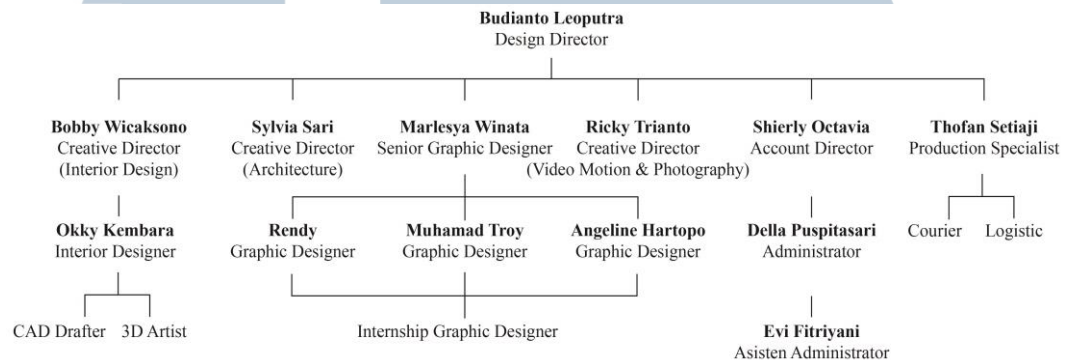 Budianto Leoputra
Design Director
Bobby Wicaksono
Creative Director
(Interior Design)
Sylvia Sari
Creative Director
(Architecture)
Marlesya Winata
Senior Graphic Designer
Ricky Trianto
Creative Director
(Video Motion & Photography)
Shierly Octavia
Account Director
Thofan Setiaji
Production Specialist
Okky Kembara
Interior Designer
Rendy
Graphic Designer
Muhamad Troy
Graphic Designer
Angeline Hartopo
Graphic Designer
Della Puspitasari
Administrator
Courier
Logistic
CAD Drafter
3D Artist
Internship Graphic Designer
Evi Fitriyani
Asisten Administrator